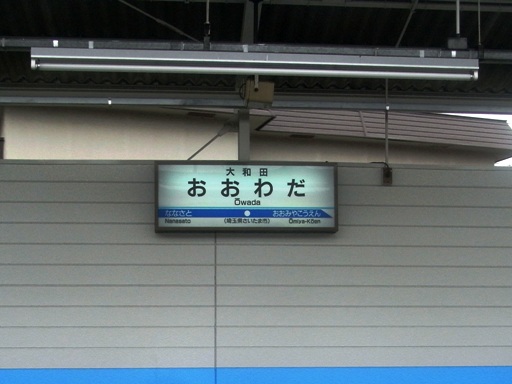 大和田
おおわだ
Ōwada
ななさと おおみやこうえん
Nanasato (埼玉県さいたま市) Ōmiya-Kōen